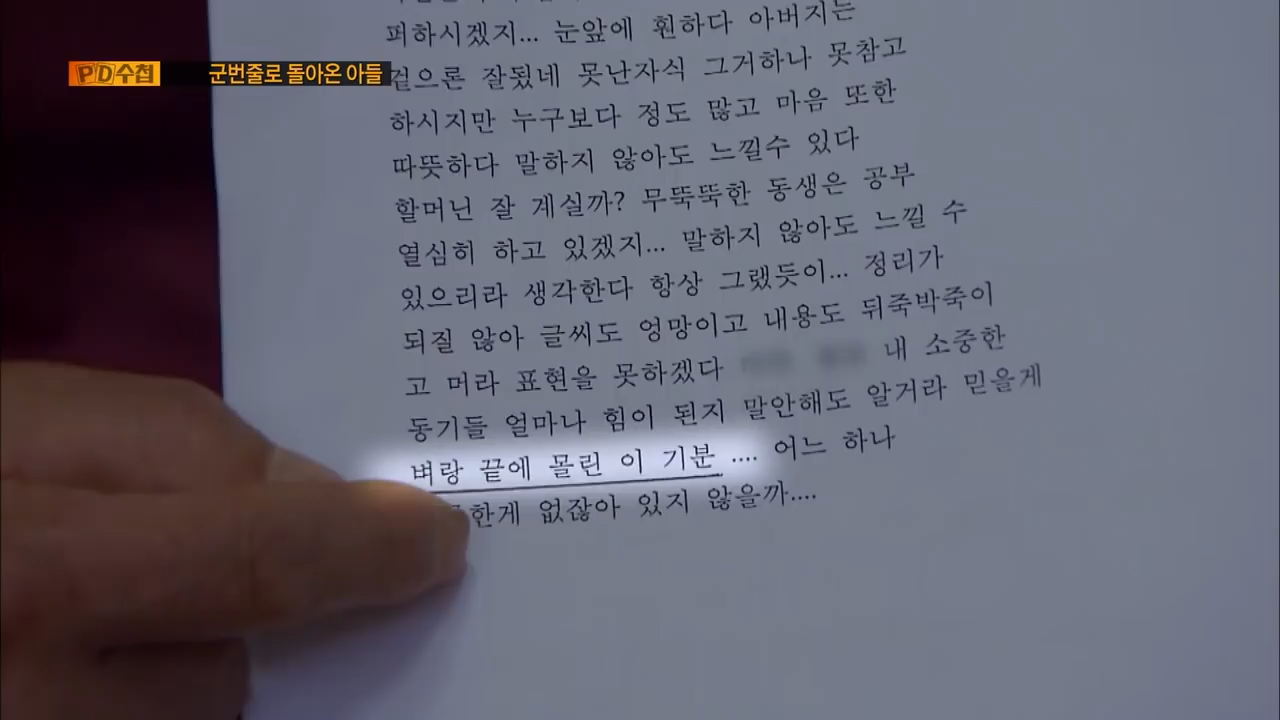 PD수첩 군번줄로 돌아온 아들
퍼하시겠지... 눈앞에 훤하다 아버지는
겉으론 잘됬네 못난자식 그거하나 못참고
하시지만 누구보다 정도 많고 마음 또한
따뜻하다 말하지 않아도 느낄수 있다
할머닌 잘 계실까? 무뚝뚝한 동생은 공부
열심히 하고 있겠지... 말하지 않아도 느낄 수
있으리라 생각한다 항상 그랬듯이... 정리가
되질 않아 글씨도 엉망이고 내용도 뒤죽박죽이
고 머라 표현을 못하겠다 내 소중한
동기들 얼마나 힘이 된지 말안해도 알거라 믿을게
벼랑 끝에 몰린 이 기분 .... 어느 하나
한게 없잖아 있지 않을까....